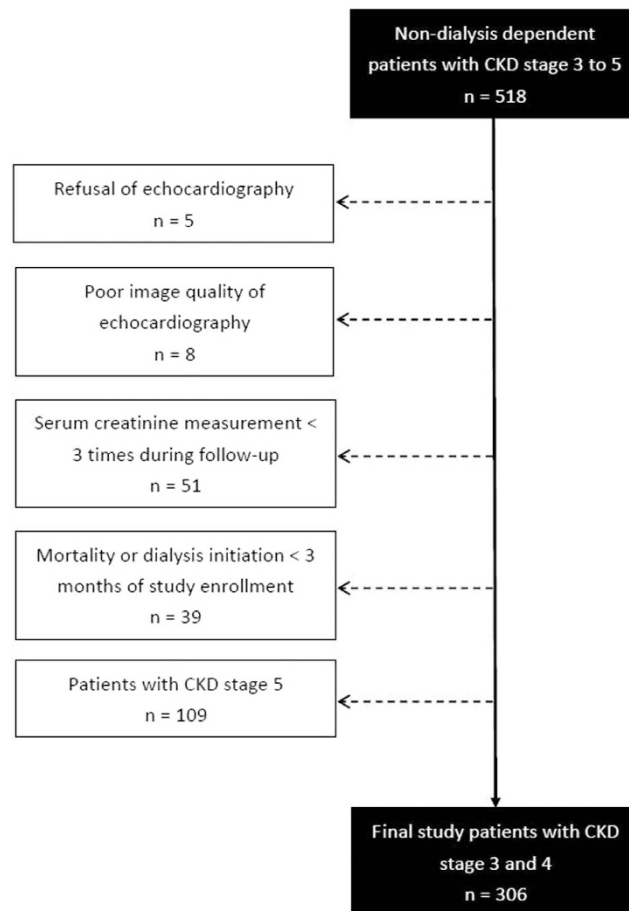 Non-dialysis dependent
patients with CKD stage 3 to 5
n = 518
Refusal of echocardiography
n = 5
Poor image quality of
echocardiography
n = 8
Serum creatinine measurement <
3 times during follow-up
n = 51
Mortality or dialysis initiation < 3
months of study enrollment
n = 39
Patients with CKD stage 5
n = 109
Final study patients with CKD
stage 3 and 4
n = 306